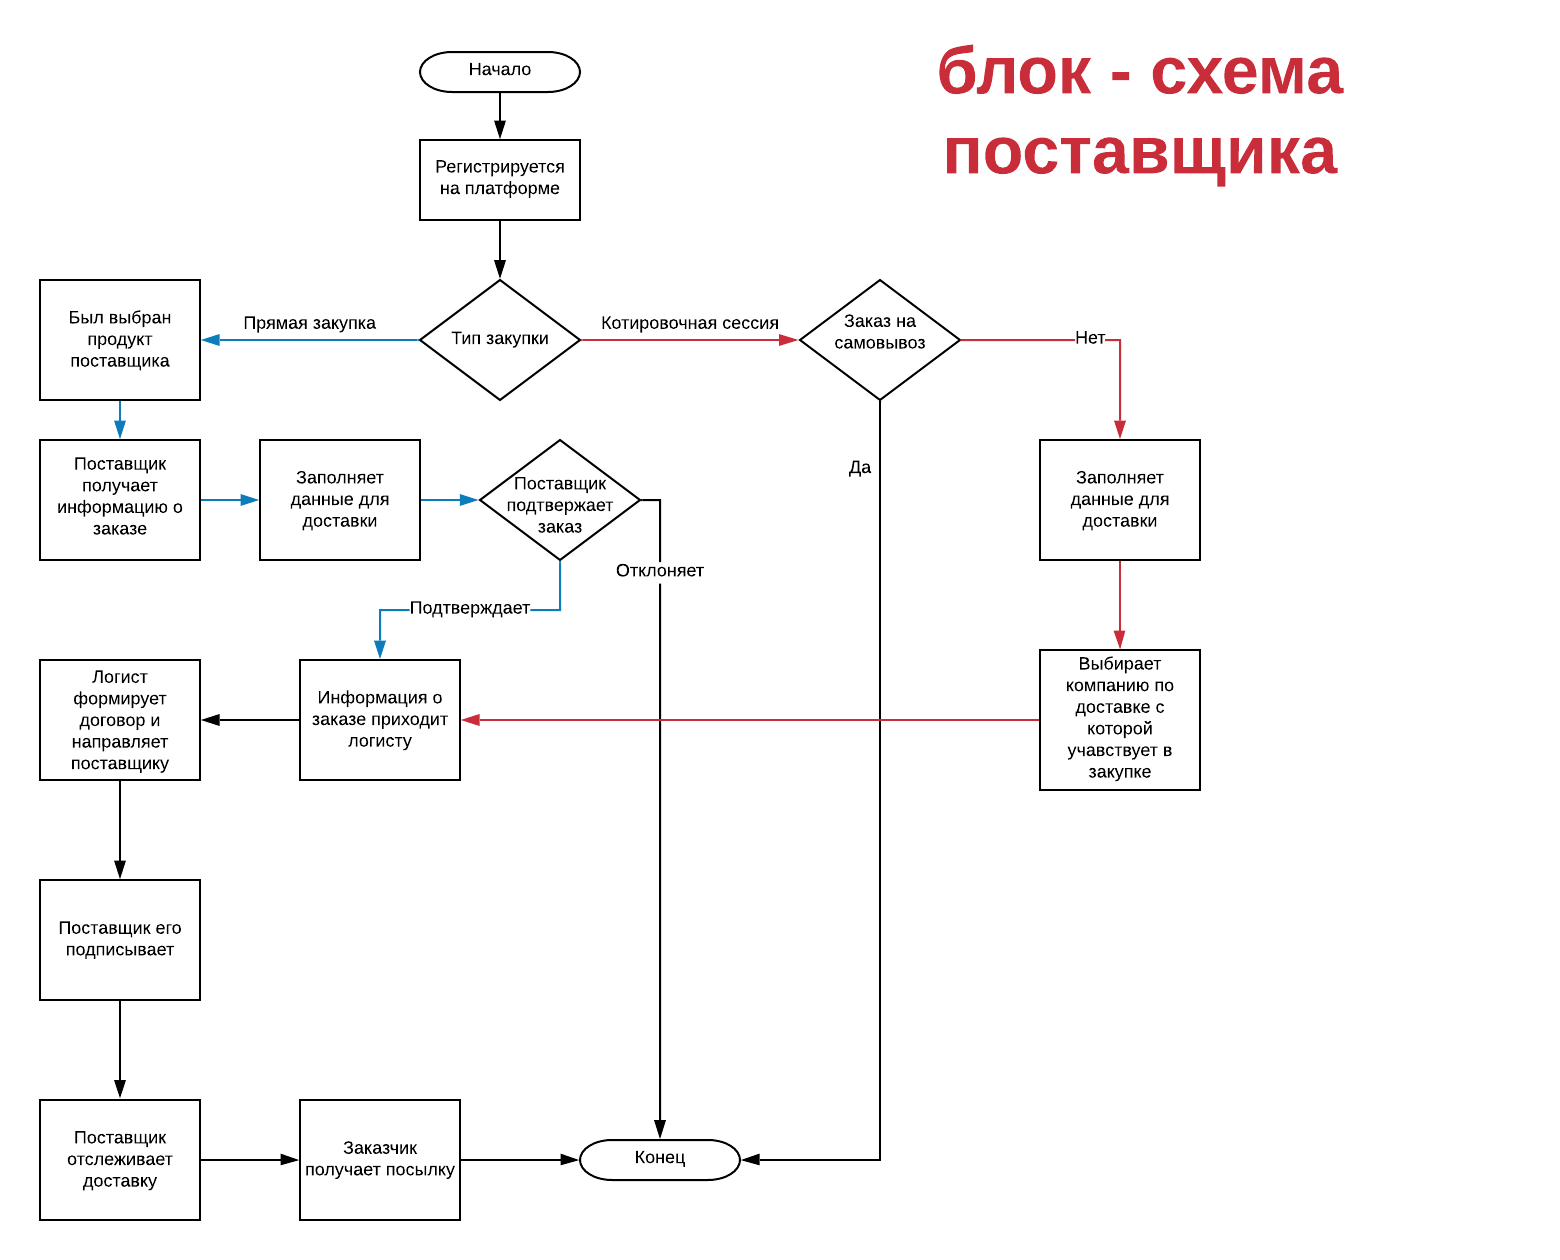 блок - схема
поставщика
Начало
Регистрируется
на платформе
Тип закупки
Прямая закупка
Котировочная сессия
Заказ на
самовывоз
Нет
Да
Был выбран
продукт
поставщика
Поставщик
получает
информацию о
заказе
Заполняет
данные для
доставки
Поставщик
подтвержает
заказ
Отклоняет
Подтверждает
Заполняет
данные для
доставки
Выбирает
компанию по
доставке с
которой
учавствует в
закупке
Информация о
заказе приходит
логисту
Логист
формирует
договор и
направляет
поставщику
Поставщик его
подписывает
Поставщик
отслеживает
доставку
Заказчик
получает посылку
Конец